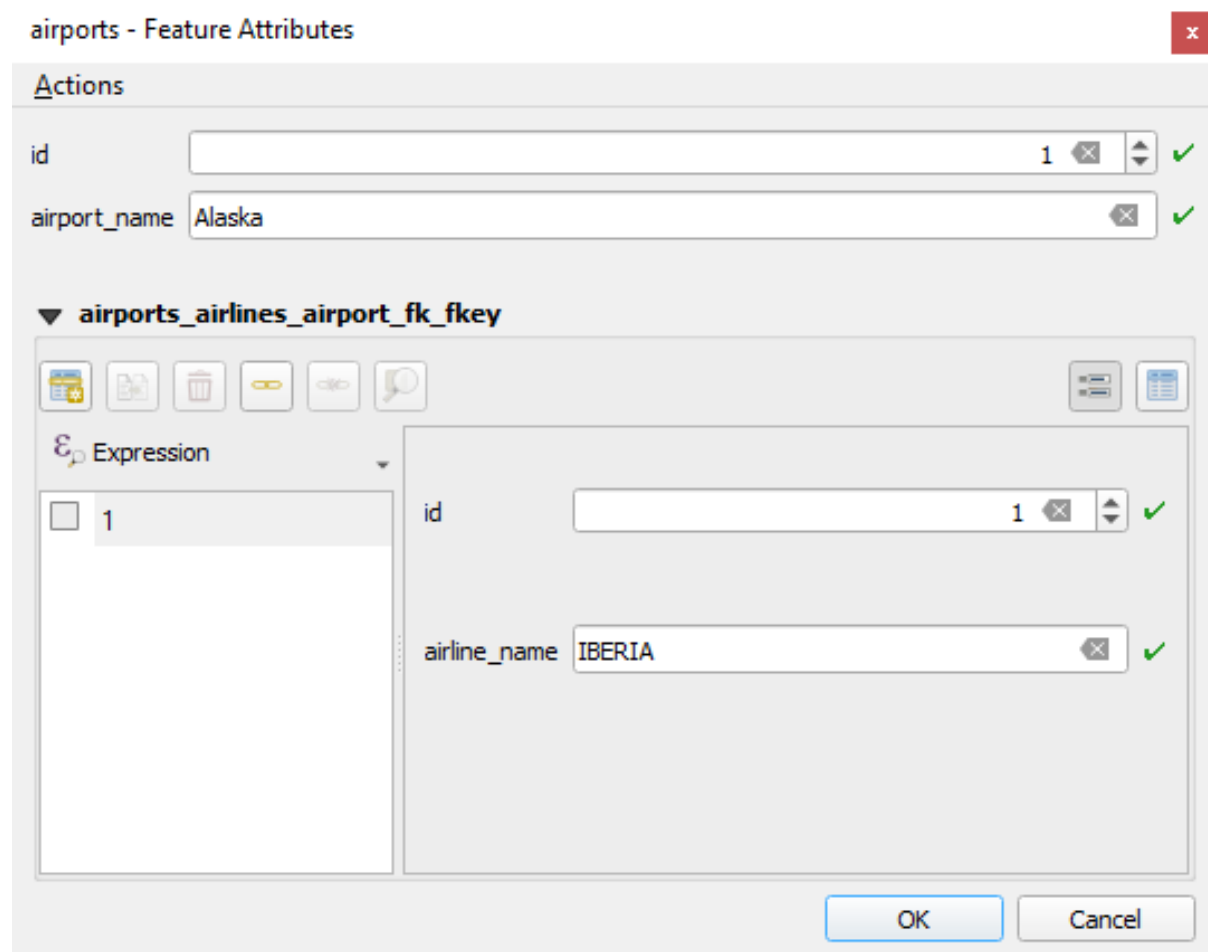 airports - Feature Attributes
x
Actions
id 1
airport_name Alaska
airports_airlines_airport_fk_fkey
Expression
1
id 1
airline_name IBERIA
OK Cancel